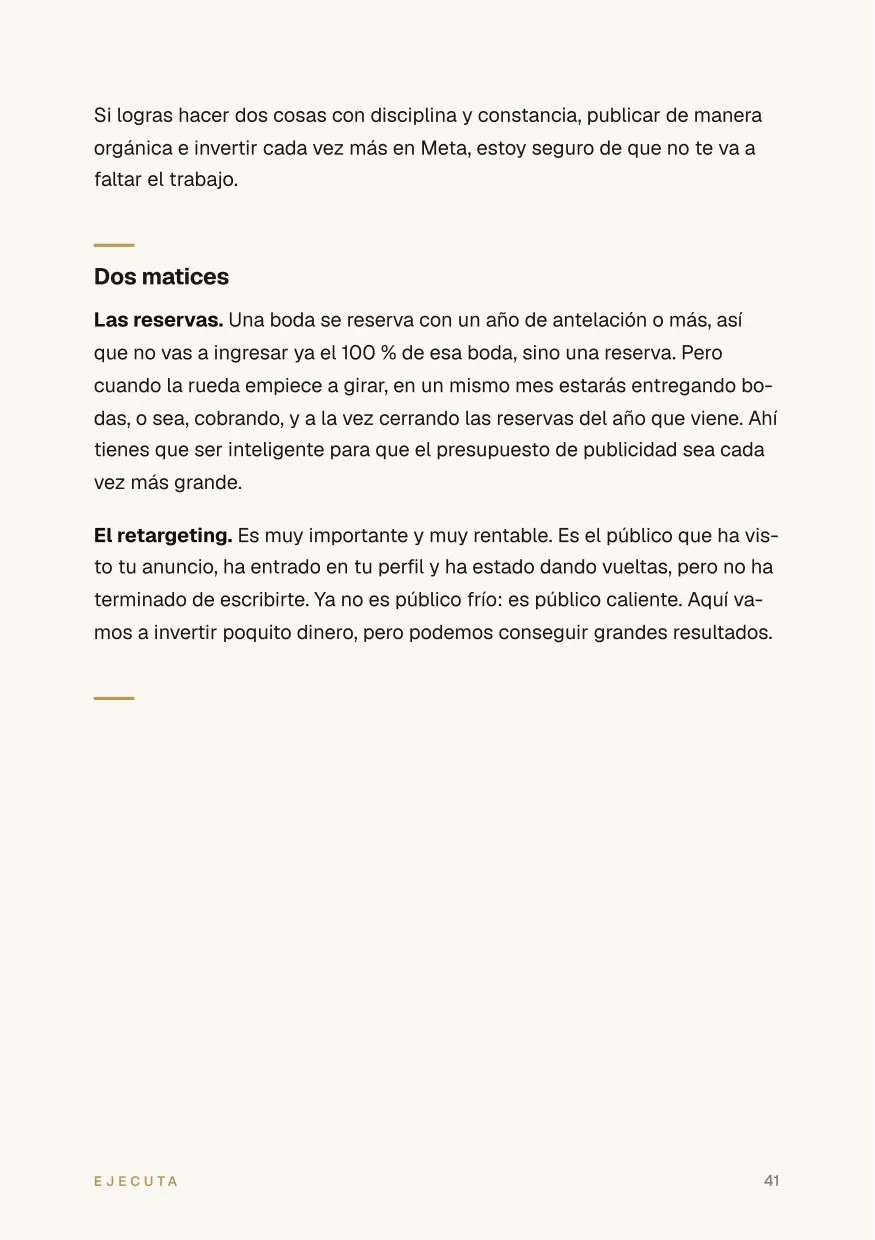 Si logras hacer dos cosas con disciplina y constancia, publicar de manera
orgánica e invertir cada vez más en Meta, estoy seguro de que no te va a
faltar el trabajo.
Dos matices
Las reservas. Una boda se reserva con un año de antelación o más, así
que no vas a ingresar ya el 100 % de esa boda, sino una reserva. Pero
cuando la rueda empiece a girar, en un mismo mes estarás entregando bo-
das, o sea, cobrando, y a la vez cerrando las reservas del año que viene. Ahí
tienes que ser inteligente para que el presupuesto de publicidad sea cada
vez más grande.
El retargeting. Es muy importante y muy rentable. Es el público que ha vis-
to tu anuncio, ha entrado en tu perfil y ha estado dando vueltas, pero no ha
terminado de escribirte. Ya no es público frío: es público caliente. Aquí va-
mos a invertir poquito dinero, pero podemos conseguir grandes resultados.
EJECUTA
41